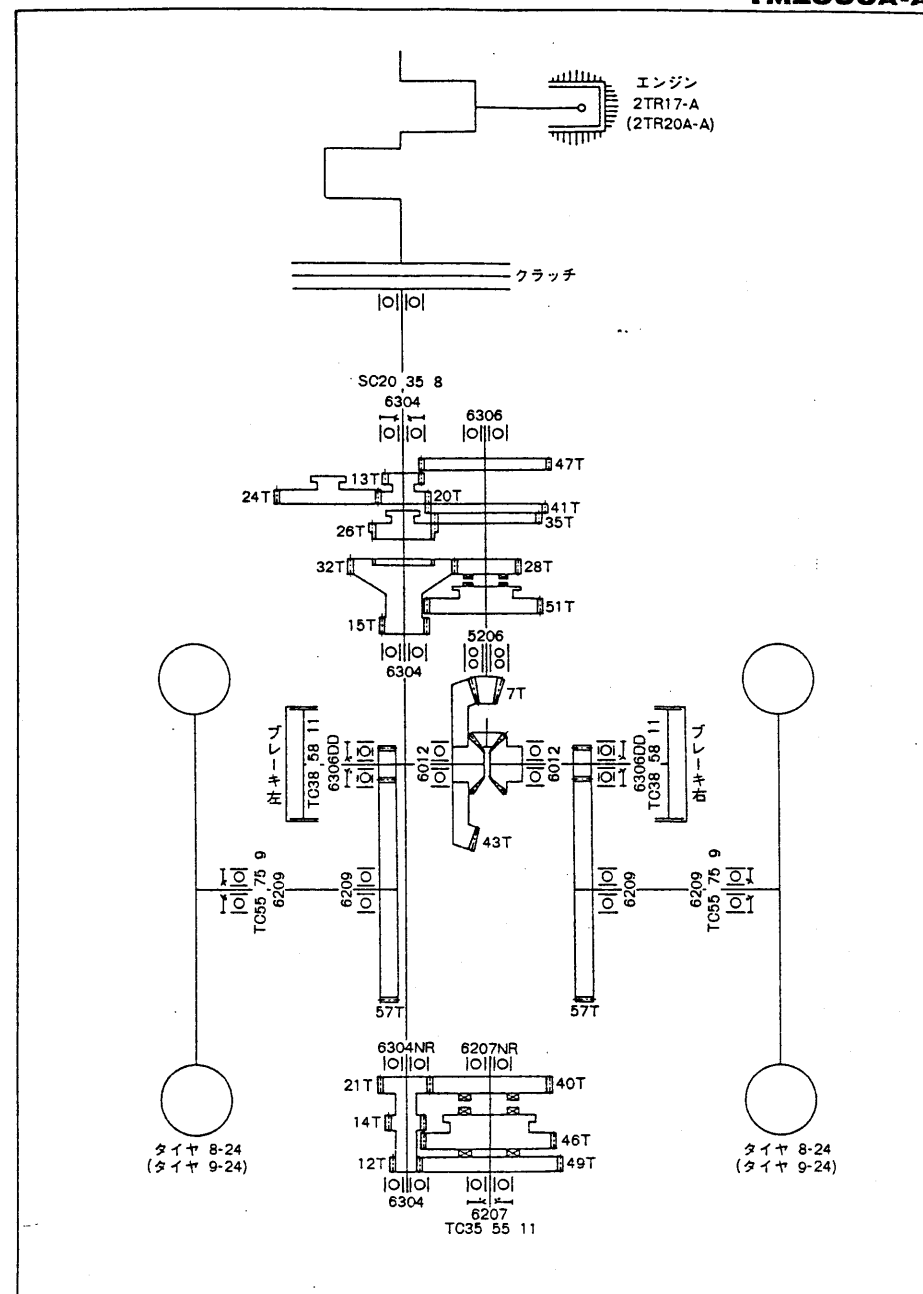 エンジン
2TR17-A
(2TR20A-A)
クラッチ
SC20 35 8
6304
6306
47T
13T
24T
20T
41T
35T
26T
32T
28T
51T
15T
6304
5206
7T
ブレーキ左
TC38 58 11
6306DD
6012
6012
6306DD
TC38 58 11
ブレーキ右
43T
TC55 75 9
6209
6209
6209
6209
TC55 75 9
57T
57T
6304NR
6207NR
21T
40T
14T
46T
12T
49T
6304
6207
TC35 55 11
タイヤ 8-24
(タイヤ 9-24)
タイヤ 8-24
(タイヤ 9-24)